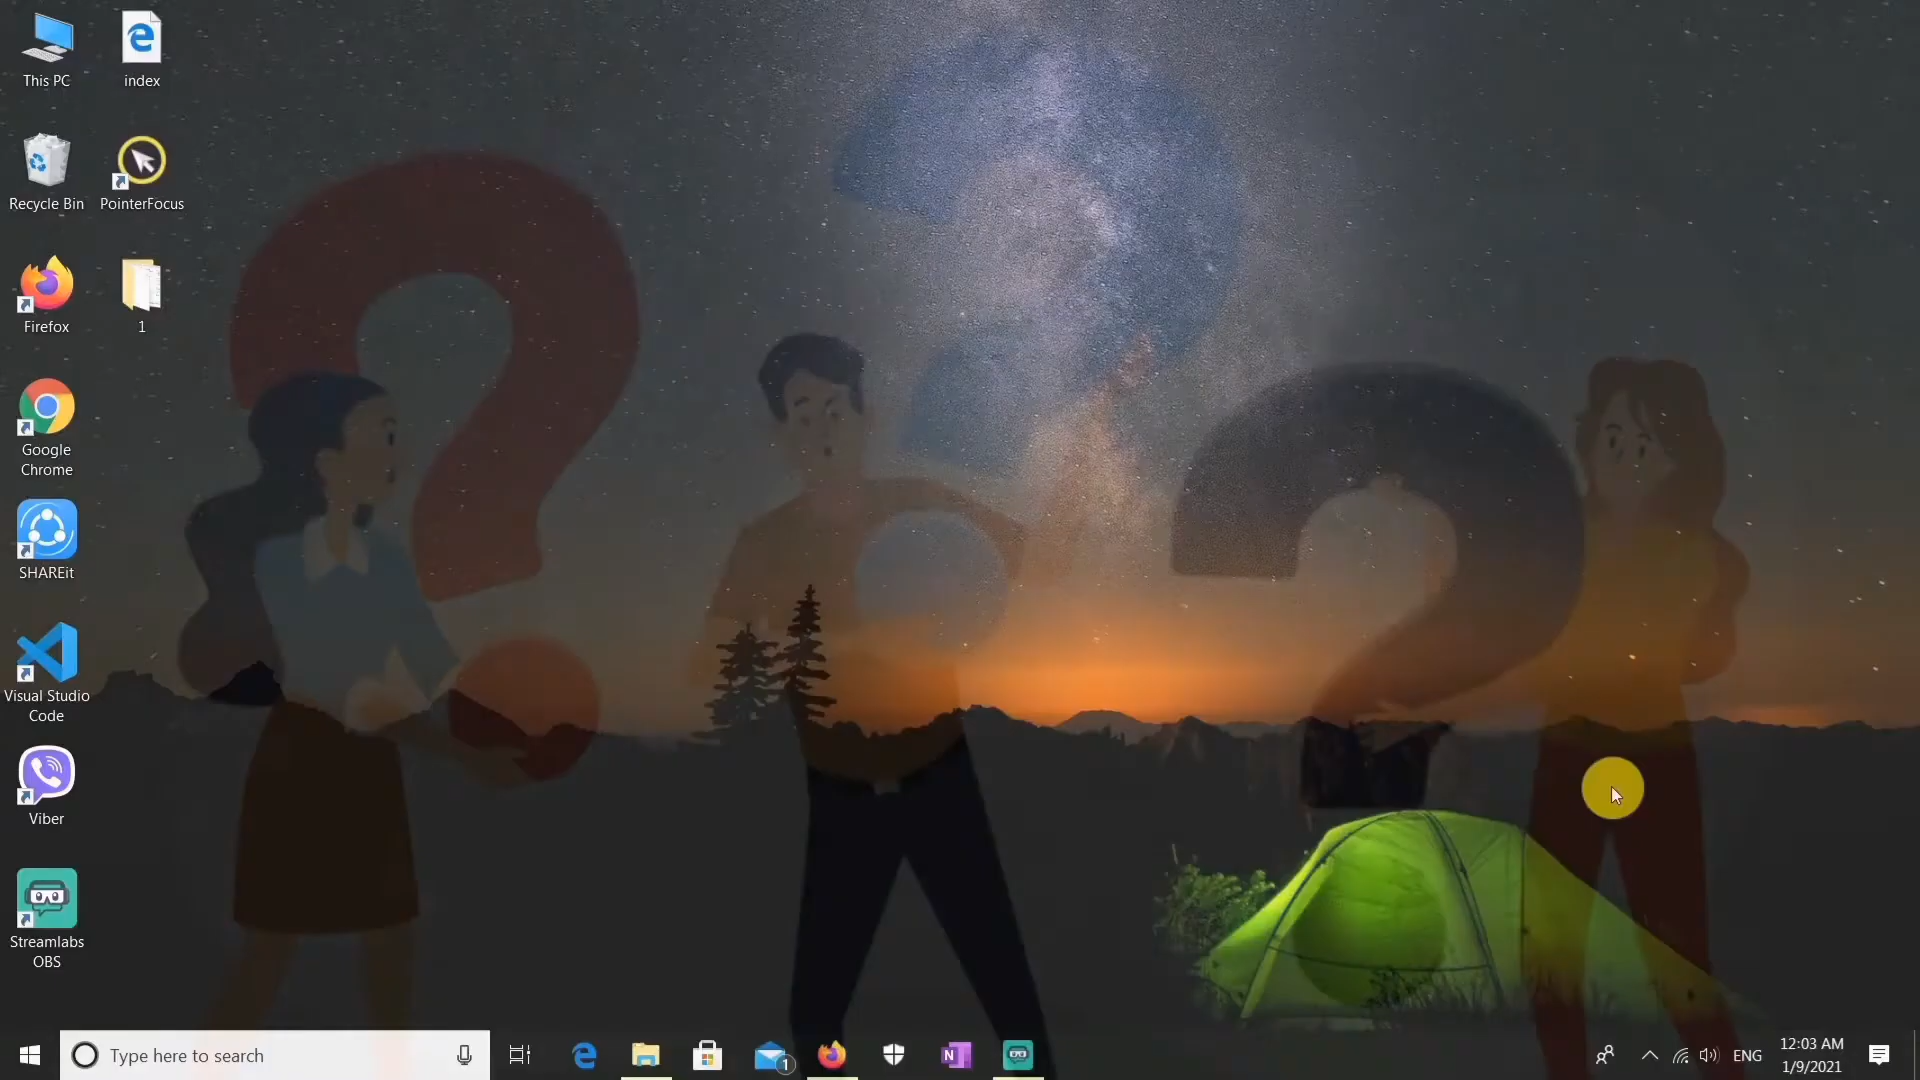 This PC
index
Recycle Bin
PointerFocus
Firefox
1
Google
Chrome
SHAREit
Visual Studio
Code
Viber
Streamlabs
OBS
Type here to search
1
N
ENG
12:03 AM
1/9/2021